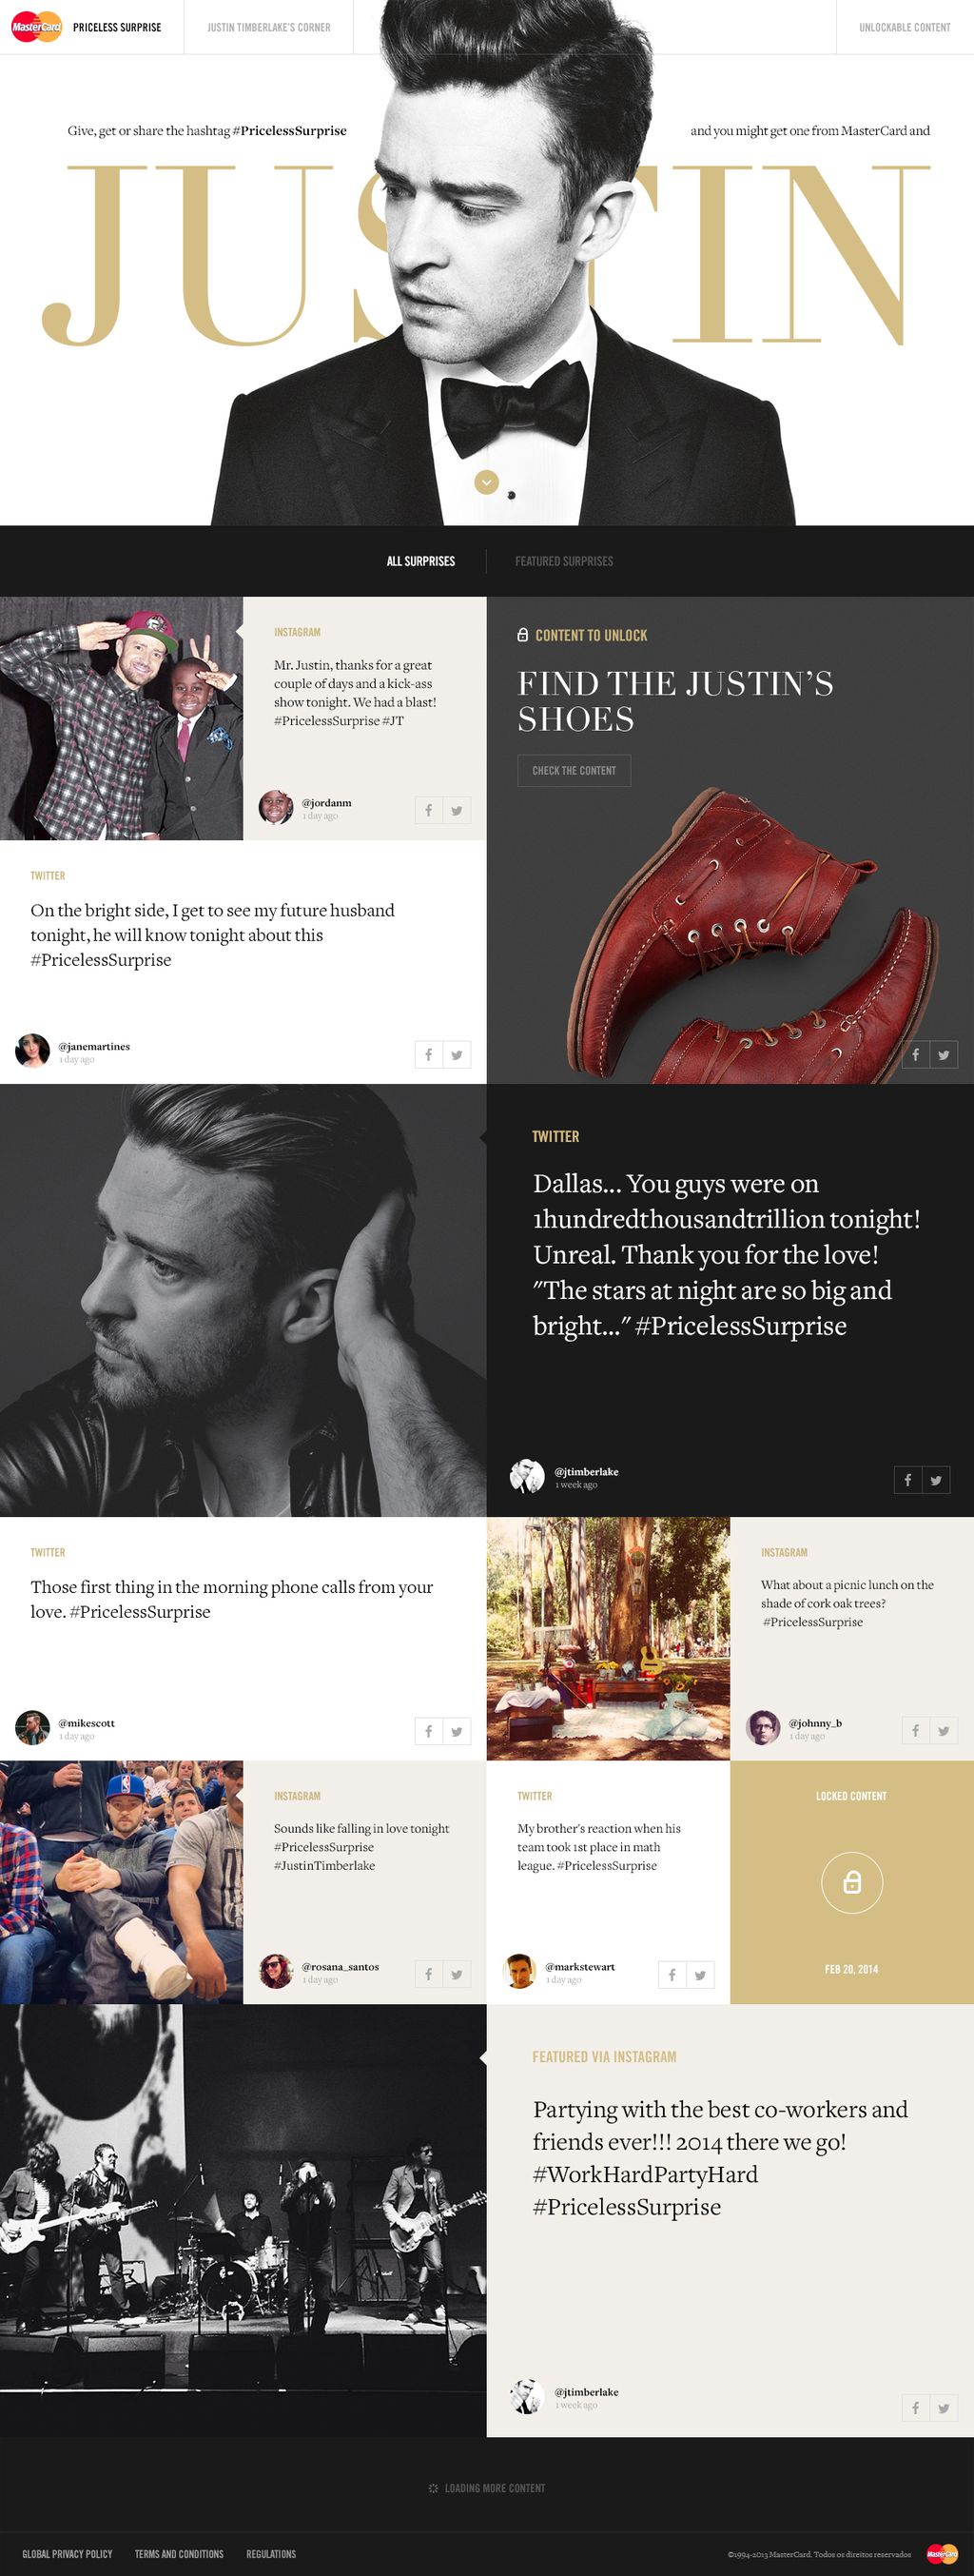 MasterCard
PRICELESS SURPRISE
JUSTIN TIMBERLAKE'S CORNER
UNLOCKABLE CONTENT
Give, get or share the hashtag #PricelessSurprise
and you might get one from MasterCard and
JUSTIN
ALL SURPRISES
FEATURED SURPRISES
INSTAGRAM
Mr. Justin, thanks for a great
couple of days and a kick-ass
show tonight. We had a blast!
#PricelessSurprise #JT
@jordanm
1 day ago
CONTENT TO UNLOCK
FIND THE JUSTIN'S
SHOES
CHECK THE CONTENT
TWITTER
On the bright side, I get to see my future husband
tonight, he will know tonight about this
#PricelessSurprise
@janemartines
1 day ago
TWITTER
Dallas... You guys were on
1hundredthousandtrillion tonight!
Unreal. Thank you for the love!
"The stars at night are so big and
bright..." #PricelessSurprise
@jtimberlake
1 week ago
TWITTER
Those first thing in the morning phone calls from your
love. #PricelessSurprise
@mikescott
1 day ago
INSTAGRAM
What about a picnic lunch on the
shade of cork oak trees?
#PricelessSurprise
@johnny_b
1 day ago
INSTAGRAM
Sounds like falling in love tonight
#PricelessSurprise
#JustinTimberlake
@rosana_santos
1 day ago
TWITTER
My brother's reaction when his
team took 1st place in math
league. #PricelessSurprise
@markstewart
1 day ago
LOCKED CONTENT
FEB 20, 2014
FEATURED VIA INSTAGRAM
Partying with the best co-workers and
friends ever!!! 2014 there we go!
#WorkHardPartyHard
#PricelessSurprise
@jtimberlake
1 week ago
LOADING MORE CONTENT
GLOBAL PRIVACY POLICY
TERMS AND CONDITIONS
REGULATIONS
©1994-2013 MasterCard. Todos os direitos reservados
MasterCard